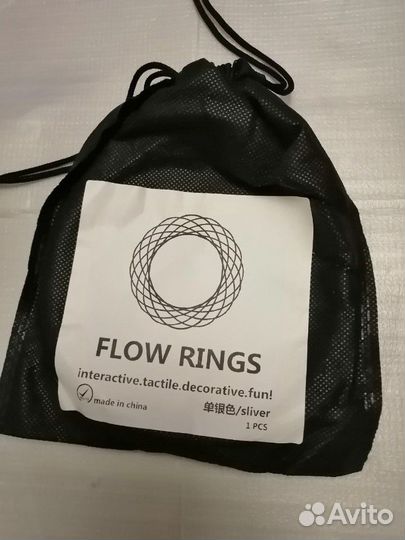 FLOW RINGS
interactive.tactile.decorative.fun!
made in china
单银色/sliver
1 PCS
Avito